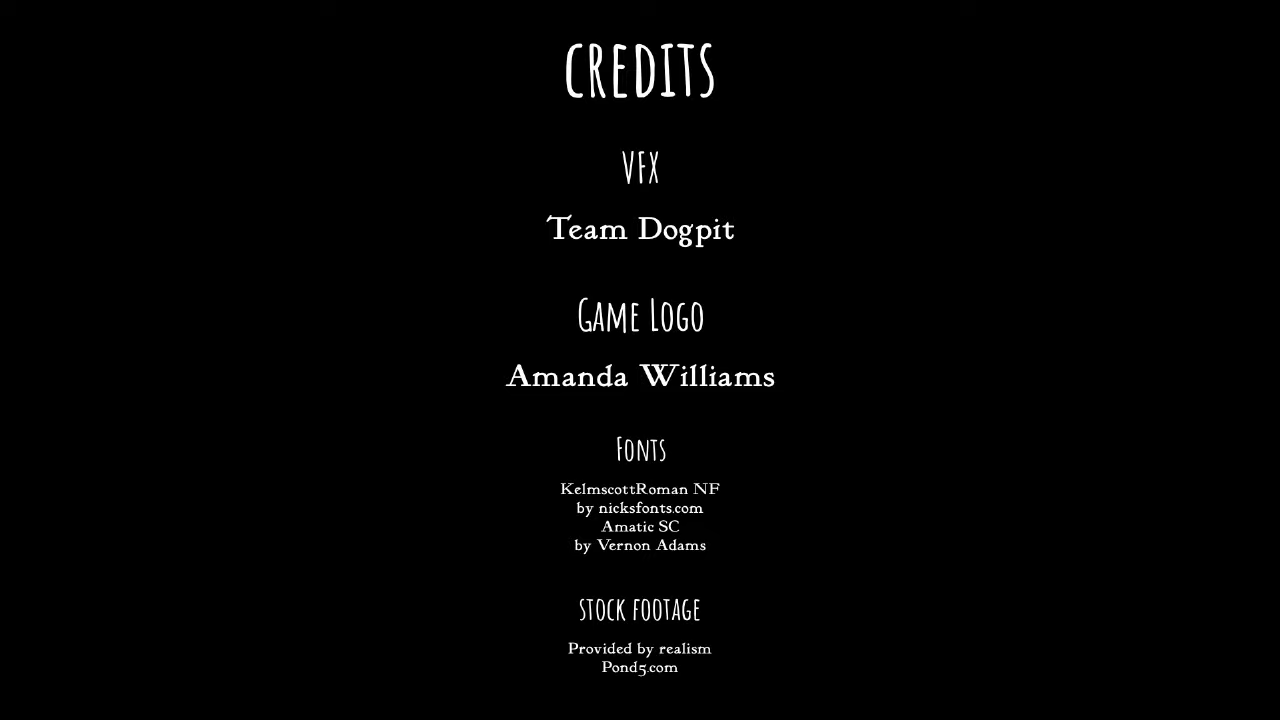 CREDITS
VFX
Team Dogpit
GAME LOGO
Amanda Williams
FONTS
KelmscottRoman NF
by nicksfonts.com
Amatic SC
by Vernon Adams
STOCK FOOTAGE
Provided by realism
Pond5.com